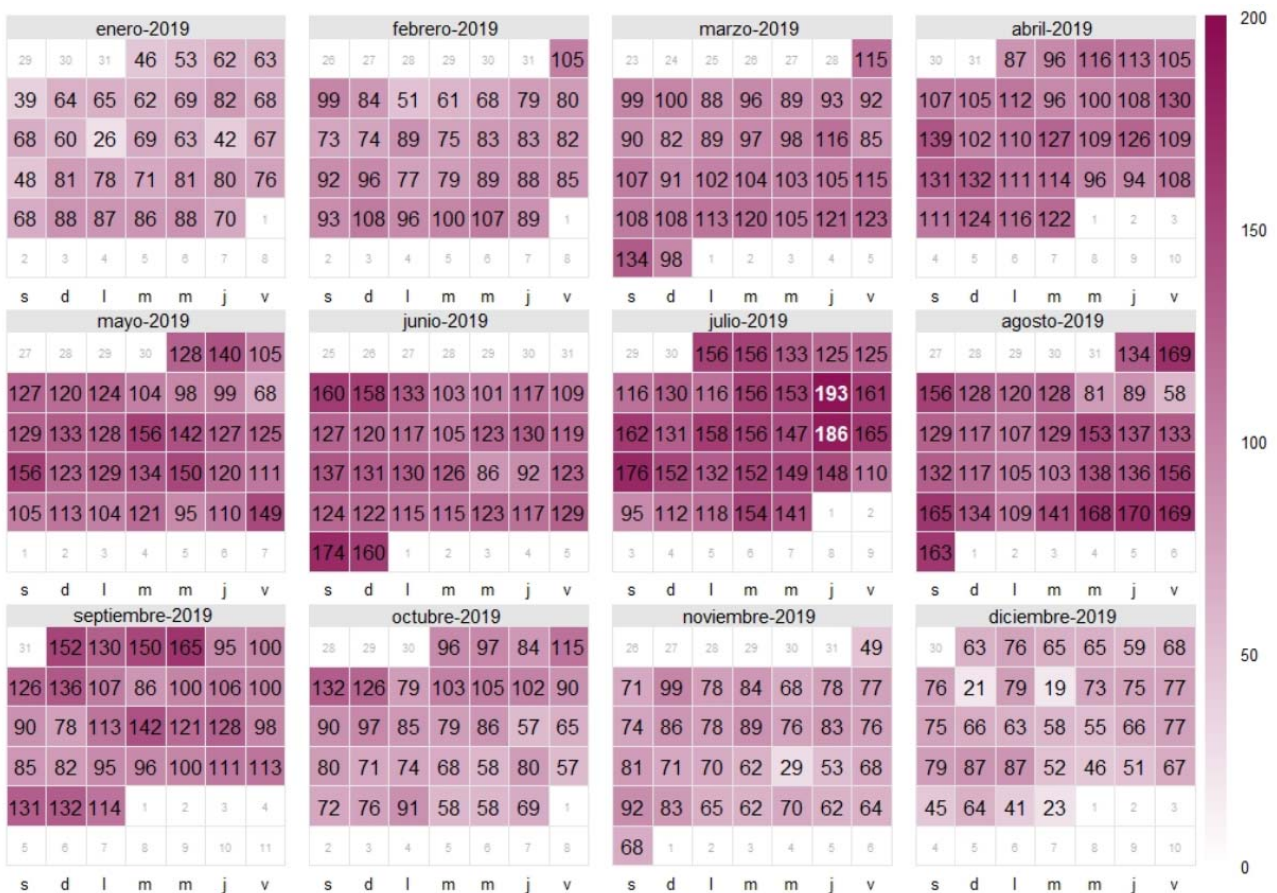 enero-2019
29 30 31 46 53 62 63
39 64 65 62 69 82 68
68 60 26 69 63 42 67
48 81 78 71 81 80 76
68 88 87 86 88 70 1
2 3 4 5 6 7 8
s d l m m j v
febrero-2019
26 27 28 29 30 31 105
99 84 51 61 68 79 80
73 74 89 75 83 83 82
92 96 77 79 89 88 85
93 108 96 100 107 89 1
2 3 4 5 6 7 8
s d l m m j v
marzo-2019
23 24 25 26 27 28 115
99 100 88 96 89 93 92
90 82 89 97 98 116 85
107 91 102 104 103 105 115
108 108 113 120 105 121 123
134 98 1 2 3 4 5
s d l m m j v
abril-2019
30 31 87 96 116 113 105
107 105 112 96 100 108 130
139 102 110 127 109 126 109
131 132 111 114 96 94 108
111 124 116 122 1 2 3
4 5 6 7 8 9 10
s d l m m j v
200
150
100
50
0
mayo-2019
27 28 29 30 128 140 105
127 120 124 104 98 99 68
129 133 128 156 142 127 125
156 123 129 134 150 120 111
105 113 104 121 95 110 149
1 2 3 4 5 6 7
s d l m m j v
junio-2019
25 26 27 28 29 30 31
160 158 133 103 101 117 109
127 120 117 105 123 130 119
137 131 130 126 86 92 123
124 122 115 115 123 117 129
174 160 1 2 3 4 5
s d l m m j v
julio-2019
29 30 156 156 133 125 125
116 130 116 156 153 193 161
162 131 158 156 147 186 165
176 152 132 152 149 148 110
95 112 118 154 141 1 2
3 4 5 6 7 8 9
s d l m m j v
agosto-2019
27 28 29 30 31 134 169
156 128 120 128 81 89 58
129 117 107 129 153 137 133
132 117 105 103 138 136 156
165 134 109 141 168 170 169
163 1 2 3 4 5 6
s d l m m j v
septiembre-2019
31 152 130 150 165 95 100
126 136 107 86 100 106 100
90 78 113 142 121 128 98
85 82 95 96 100 111 113
131 132 114 1 2 3 4
5 6 7 8 9 10 11
s d l m m j v
octubre-2019
28 29 30 96 97 84 115
132 126 79 103 105 102 90
90 97 85 79 86 57 65
80 71 74 68 58 80 57
72 76 91 58 58 69 1
2 3 4 5 6 7 8
s d l m m j v
noviembre-2019
26 27 28 29 30 31 49
71 99 78 84 68 78 77
74 86 78 89 76 83 76
81 71 70 62 29 53 68
92 83 65 62 70 62 64
68 1 2 3 4 5 6
s d l m m j v
diciembre-2019
30 63 76 65 65 59 68
76 21 79 19 73 75 77
75 66 63 58 55 66 77
79 87 87 52 46 51 67
45 64 41 23 1 2 3
4 5 6 7 8 9 10
s d l m m j v